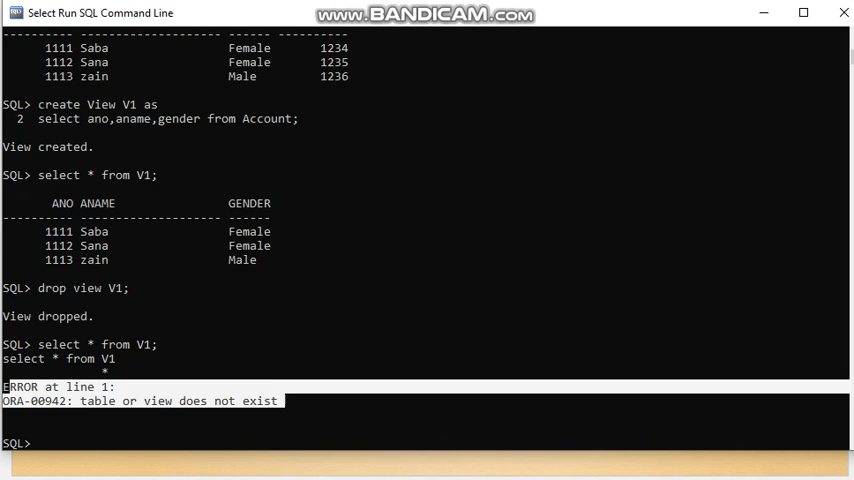 Select Run SQL Command Line
www.BANDICAM.com
---------- -------------------- ------ ----------
1111 Saba Female 1234
1112 Sana Female 1235
1113 zain Male 1236
SQL> create View V1 as
2 select ano,aname,gender from Account;
View created.
SQL> select * from V1;
ANO ANAME GENDER
---------- -------------------- ------
1111 Saba Female
1112 Sana Female
1113 zain Male
SQL> drop view V1;
View dropped.
SQL> select * from V1;
select * from V1
*
ERROR at line 1:
ORA-00942: table or view does not exist
SQL>